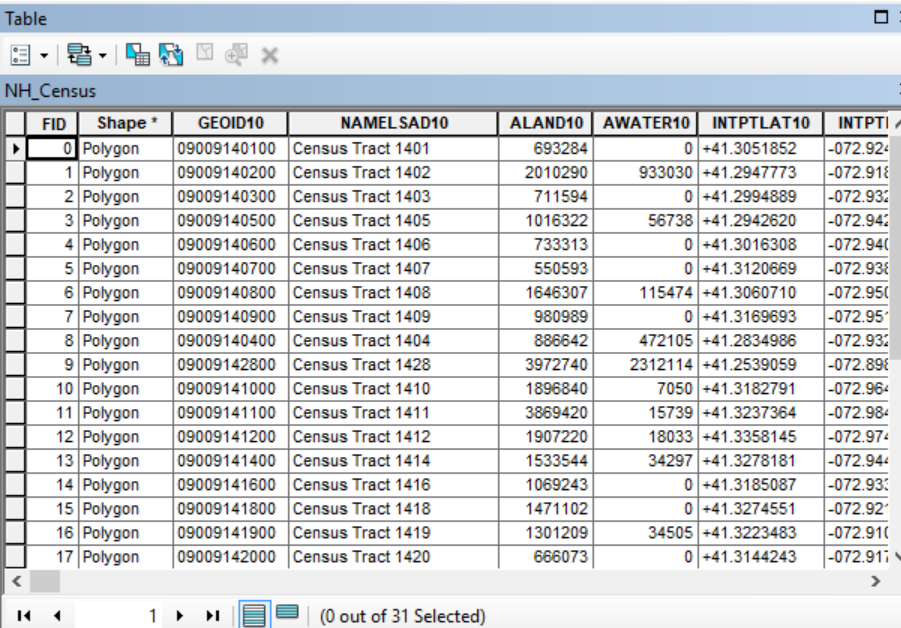 Table
NH_Census
FID Shape * GEOID10 NAMELSAD10 ALAND10 AWATER10 INTPTLAT10 INTPTL
0 Polygon 09009140100 Census Tract 1401 693284 0 +41.3051852 -072.924
1 Polygon 09009140200 Census Tract 1402 2010290 933030 +41.2947773 -072.918
2 Polygon 09009140300 Census Tract 1403 711594 0 +41.2994889 -072.932
3 Polygon 09009140500 Census Tract 1405 1016322 56738 +41.2942620 -072.942
4 Polygon 09009140600 Census Tract 1406 733313 0 +41.3016308 -072.940
5 Polygon 09009140700 Census Tract 1407 550593 0 +41.3120669 -072.938
6 Polygon 09009140800 Census Tract 1408 1646307 115474 +41.3060710 -072.950
7 Polygon 09009140900 Census Tract 1409 980989 0 +41.3169693 -072.951
8 Polygon 09009140400 Census Tract 1404 886642 472105 +41.2834986 -072.932
9 Polygon 09009142800 Census Tract 1428 3972740 2312114 +41.2539059 -072.898
10 Polygon 09009141000 Census Tract 1410 1896840 7050 +41.3182791 -072.964
11 Polygon 09009141100 Census Tract 1411 3869420 15739 +41.3237364 -072.984
12 Polygon 09009141200 Census Tract 1412 1907220 18033 +41.3358145 -072.974
13 Polygon 09009141400 Census Tract 1414 1533544 34297 +41.3278181 -072.944
14 Polygon 09009141600 Census Tract 1416 1069243 0 +41.3185087 -072.933
15 Polygon 09009141800 Census Tract 1418 1471102 0 +41.3274551 -072.921
16 Polygon 09009141900 Census Tract 1419 1301209 34505 +41.3223483 -072.910
17 Polygon 09009142000 Census Tract 1420 666073 0 +41.3144243 -072.917
1 (0 out of 31 Selected)